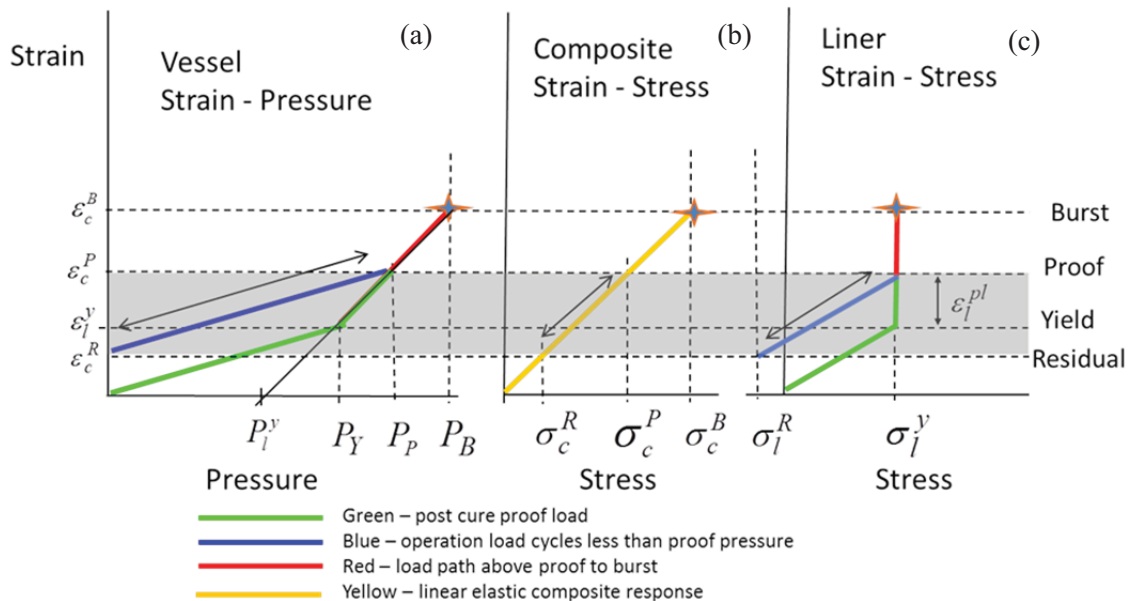 (a)
(b)
(c)
Strain
Vessel
Strain - Pressure
Composite
Strain - Stress
Liner
Strain - Stress
ε_c^B
Burst
ε_c^P
Proof
ε_l^{pl}
ε_l^y
Yield
ε_c^R
Residual
P_l^y P_Y P_P P_B
σ_c^R σ_c^P σ_c^B
σ_l^R σ_l^y
Pressure
Stress
Stress
Green – post cure proof load
Blue – operation load cycles less than proof pressure
Red – load path above proof to burst
Yellow – linear elastic composite response